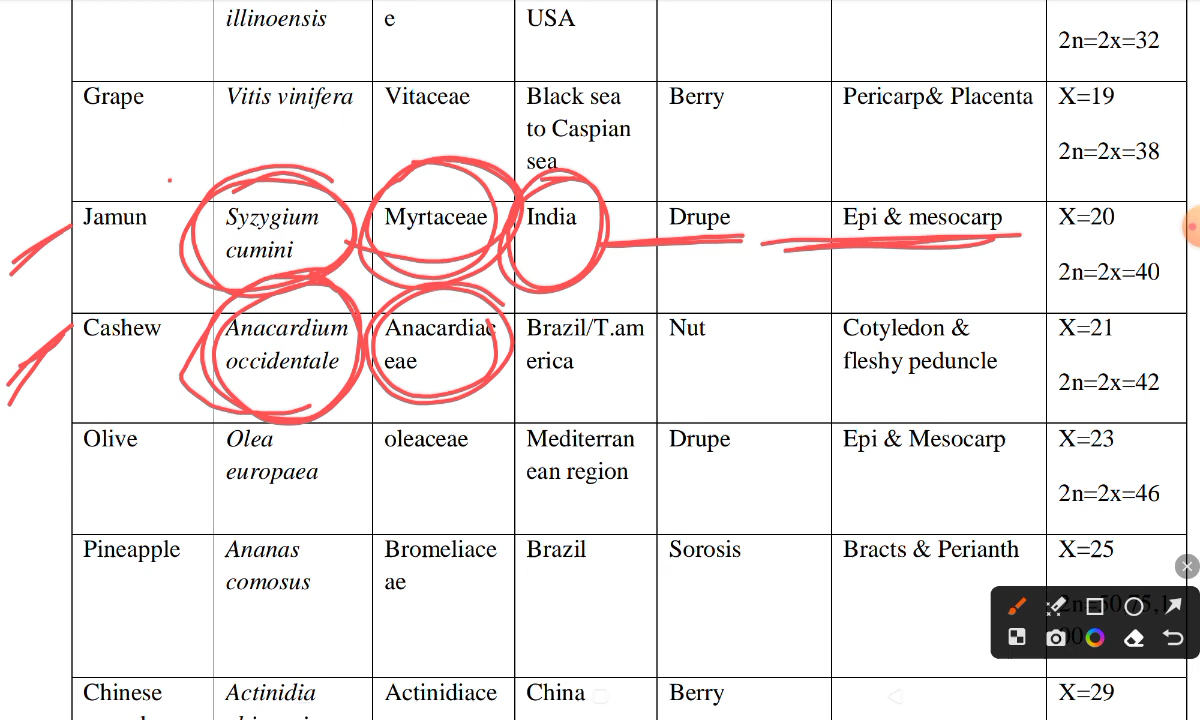 illinoensis e USA
2n=2x=32
Grape Vitis vinifera Vitaceae Black sea Berry Pericarp& Placenta X=19
to Caspian
2n=2x=38
sea
Jamun Syzygium Myrtaceae India Drupe Epi & mesocarp X=20
cumini
2n=2x=40
Cashew Anacardium Anacardiac Brazil/T.am Nut Cotyledon & X=21
occidentale eae erica fleshy peduncle
2n=2x=42
Olive Olea oleaceae Mediterran Drupe Epi & Mesocarp X=23
europaea ean region
2n=2x=46
Pineapple Ananas Bromeliace Brazil Sorosis Bracts & Perianth X=25
comosus ae
Chinese Actinidia Actinidiace China Berry X=29